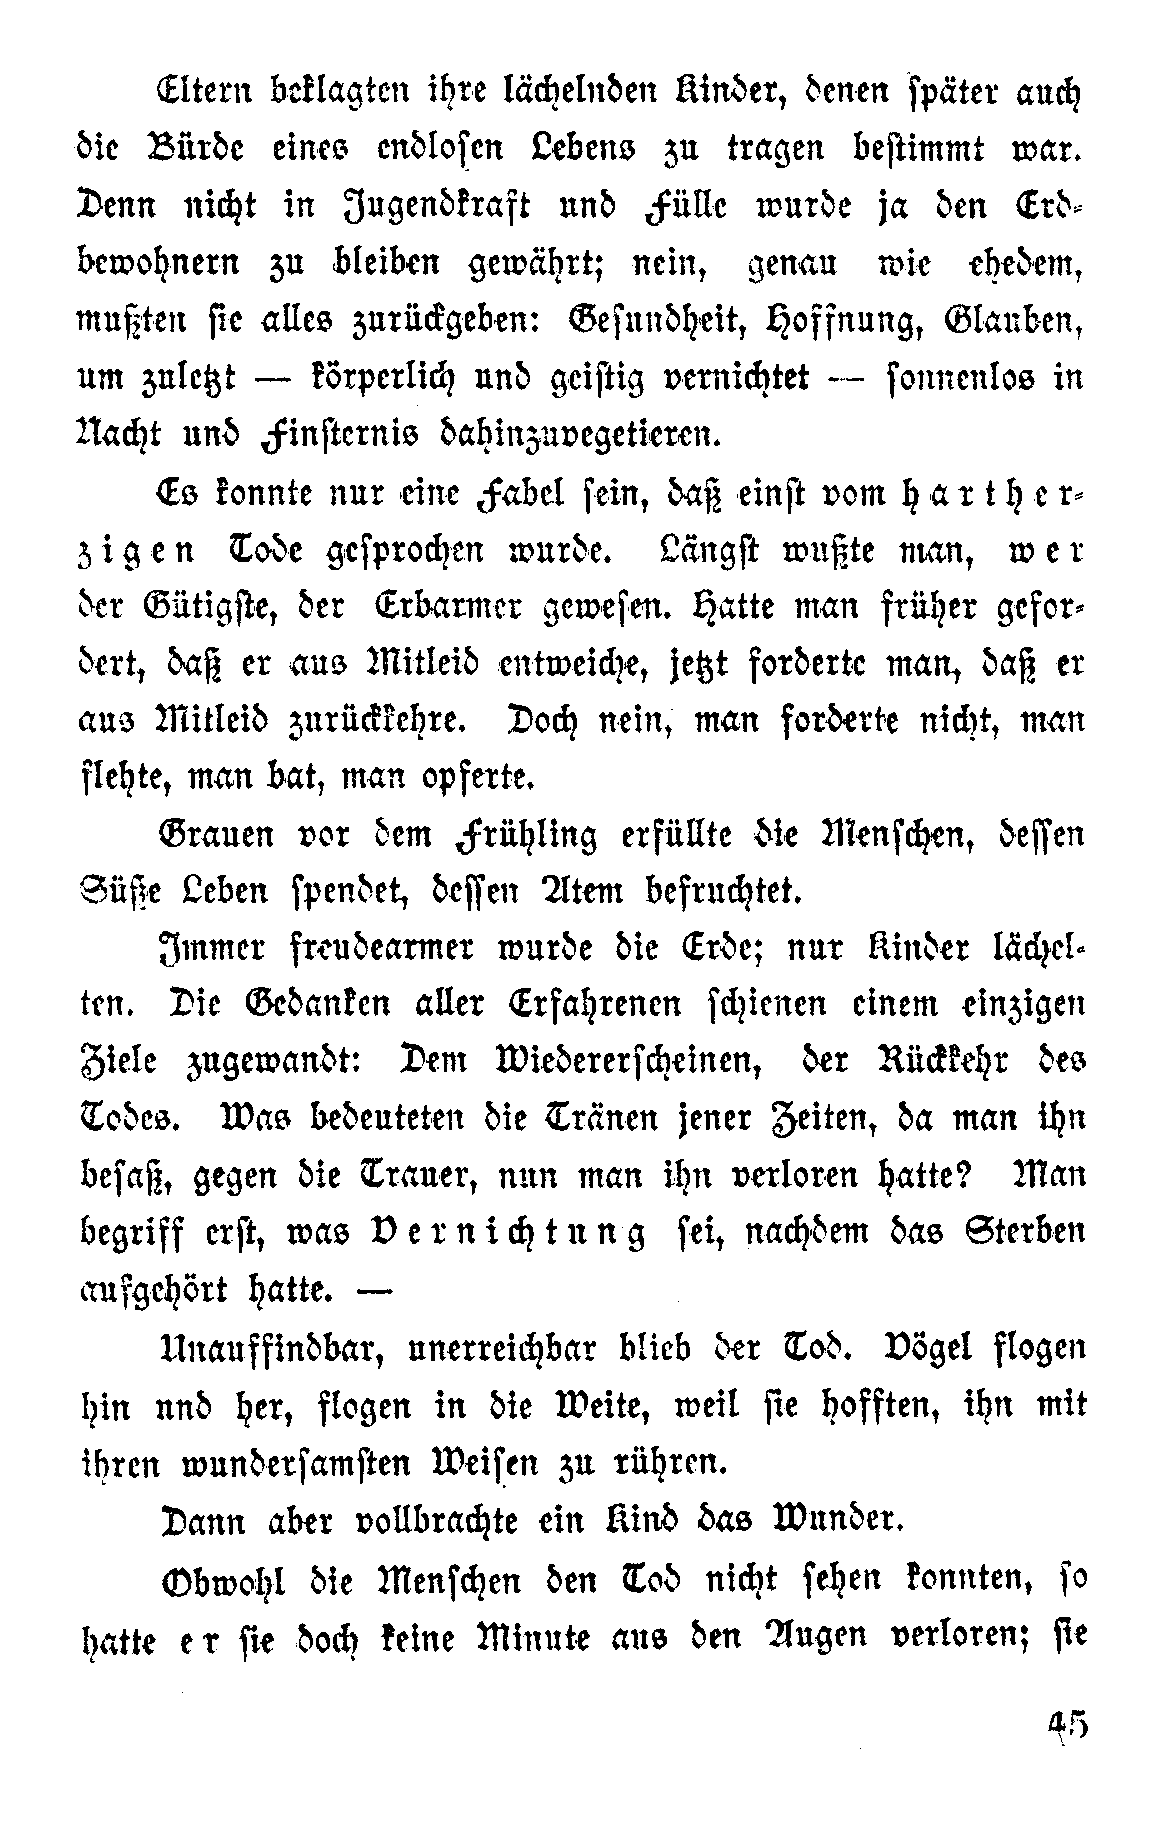 Eltern beklagten ihre lächelnden Kinder, denen später auch
die Bürde eines endlosen Lebens zu tragen bestimmt war.
Denn nicht in Jugendkraft und Fülle wurde ja den Erd-
bewohnern zu bleiben gewährt; nein, genau wie ehedem,
mußten sie alles zurückgeben: Gesundheit, Hoffnung, Glauben,
um zuletzt — körperlich und geistig vernichtet — sonnenlos in
Nacht und Finsternis dahinzuvegetieren.
Es konnte nur eine Fabel sein, daß einst vom harther-
zigen Tode gesprochen wurde. Längst wußte man, wer
der Gütigste, der Erbarmer gewesen. Hatte man früher gefor-
dert, daß er aus Mitleid entweiche, jetzt forderte man, daß er
aus Mitleid zurückkehre. Doch nein, man forderte nicht, man
flehte, man bat, man opferte.
Grauen vor dem Frühling erfüllte die Menschen, dessen
Süße Leben spendet, dessen Atem befruchtet.
Immer freudearmer wurde die Erde; nur Kinder lächel-
ten. Die Gedanken aller Erfahrenen schienen einem einzigen
Ziele zugewandt: Dem Wiedererscheinen, der Rückkehr des
Todes. Was bedeuteten die Tränen jener Zeiten, da man ihn
besaß, gegen die Trauer, nun man ihn verloren hatte? Man
begriff erst, was Vernichtung sei, nachdem das Sterben
aufgehört hatte. —
Unauffindbar, unerreichbar blieb der Tod. Vögel flogen
hin und her, flogen in die Weite, weil sie hofften, ihn mit
ihren wundersamsten Weisen zu rühren.
Dann aber vollbrachte ein Kind das Wunder.
Obwohl die Menschen den Tod nicht sehen konnten, so
hatte er sie doch keine Minute aus den Augen verloren; sie
45